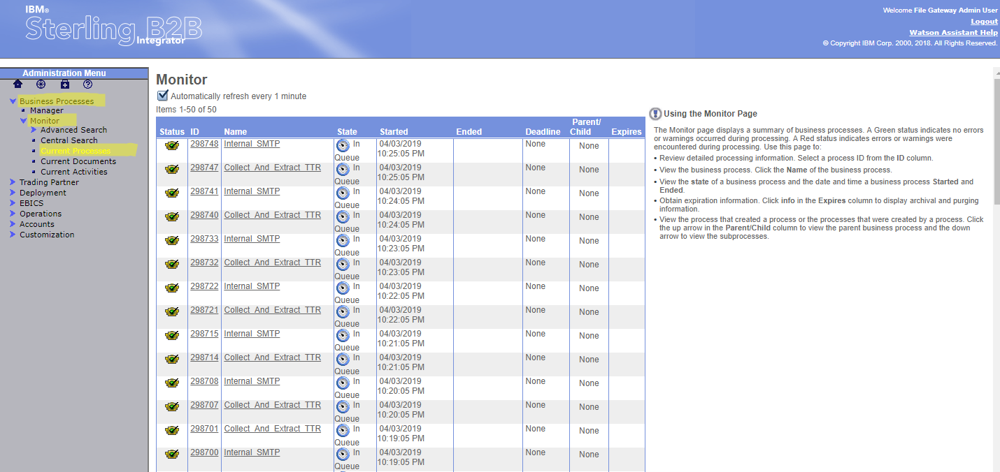 IBM®
Sterling B2B
Integrator
Welcome File Gateway Admin User
Logout
Watson Assistant Help
© Copyright IBM Corp. 2000, 2018. All Rights Reserved.
Administration Menu
Business Processes
Manager
Monitor
Advanced Search
Central Search
Current Processes
Current Documents
Current Activities
Trading Partner
Deployment
EBICS
Operations
Accounts
Customization
Monitor
Automatically refresh every 1 minute
Items 1-50 of 50
Status ID Name State Started Ended Deadline Parent/ Child Expires
298748 Internal_SMTP In Queue 04/03/2019 10:25:05 PM None None
298747 Collect_And_Extract_TTR In Queue 04/03/2019 10:25:05 PM None None
298741 Internal_SMTP In Queue 04/03/2019 10:24:05 PM None None
298740 Collect_And_Extract_TTR In Queue 04/03/2019 10:24:05 PM None None
298733 Internal_SMTP In Queue 04/03/2019 10:23:05 PM None None
298732 Collect_And_Extract_TTR In Queue 04/03/2019 10:23:05 PM None None
298722 Internal_SMTP In Queue 04/03/2019 10:22:05 PM None None
298721 Collect_And_Extract_TTR In Queue 04/03/2019 10:22:05 PM None None
298715 Internal_SMTP In Queue 04/03/2019 10:21:05 PM None None
298714 Collect_And_Extract_TTR In Queue 04/03/2019 10:21:05 PM None None
298708 Internal_SMTP In Queue 04/03/2019 10:20:05 PM None None
298707 Collect_And_Extract_TTR In Queue 04/03/2019 10:20:05 PM None None
298701 Collect_And_Extract_TTR In Queue 04/03/2019 10:19:05 PM None None
298700 Internal_SMTP In Queue 04/03/2019 10:19:05 PM None None
Using the Monitor Page
The Monitor page displays a summary of business processes. A Green status indicates no errors
or warnings occurred during processing. A Red status indicates errors or warnings were
encountered during processing. Use this page to:
• Review detailed processing information. Select a process ID from the ID column.
• View the business process. Click the Name of the business process.
• View the state of a business process and the date and time a business process Started and
Ended.
• Obtain expiration information. Click info in the Expires column to display archival and purging
information.
• View the process that created a process or the processes that were created by a process. Click
the up arrow in the Parent/Child column to view the parent business process and the down
arrow to view the subprocesses.